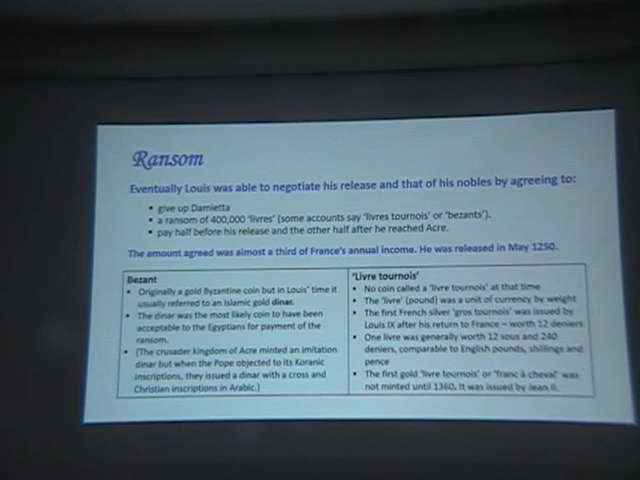 Ransom
Eventually Louis was able to negotiate his release and that of his nobles by agreeing to:
▪ give up Damietta
▪ a ransom of 400,000 'livres' (some accounts say 'livres tournois' or 'bezants').
▪ pay half before his release and the other half after he reached Acre.
The amount agreed was almost a third of France's annual income. He was released in May 1250.
Bezant
▪ Originally a gold Byzantine coin but in Louis' time it
usually referred to an Islamic gold dinar.
▪ The dinar was the most likely coin to have been
acceptable to the Egyptians for payment of the
ransom.
▪ (The crusader kingdom of Acre minted an imitation
dinar but when the Pope objected to its Koranic
inscriptions, they issued a dinar with a cross and
Christian inscriptions in Arabic.)
'Livre tournois'
▪ No coin called a 'livre tournois' at that time
▪ The 'livre' (pound) was a unit of currency by weight
▪ The first French silver 'gros tournois' was issued by
Louis IX after his return to France – worth 12 deniers
▪ One livre was generally worth 12 sous and 240
deniers, comparable to English pounds, shillings and
pence
▪ The first gold 'livre tournois' or 'franc à cheval' was
not minted until 1360. It was issued by Jean II.